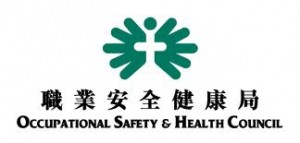 職業安全健康局
OCCUPATIONAL SAFETY & HEALTH COUNCIL